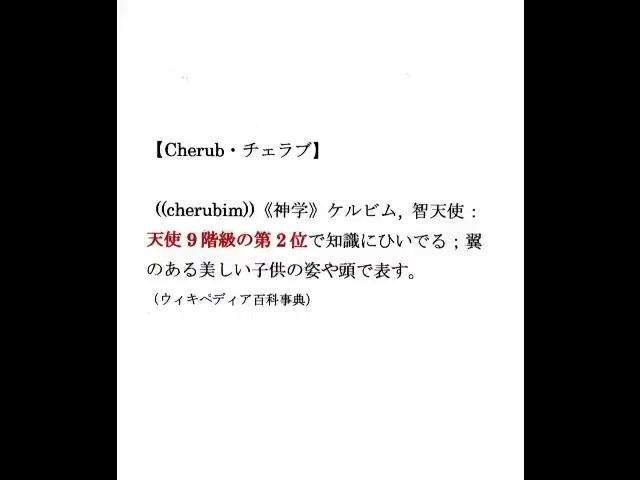 【Cherub・チェラブ】
((cherubim))《神学》ケルビム, 智天使：
天使９階級の第２位で知識にひいでる；翼
のある美しい子供の姿や頭で表す。
（ウィキペディア百科事典）